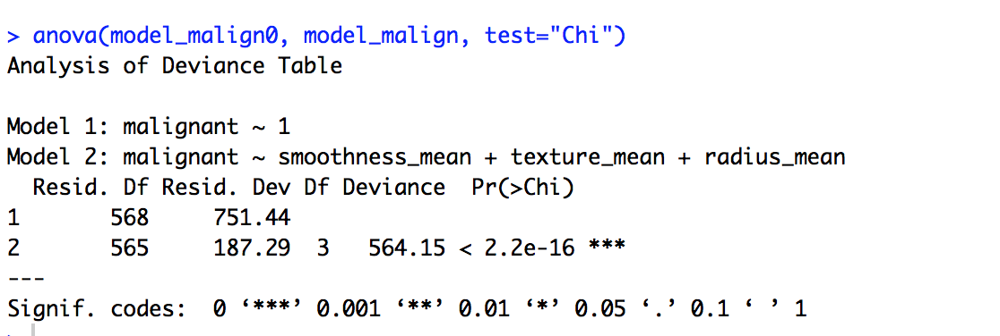 > anova(model_malign0, model_malign, test="Chi")
Analysis of Deviance Table
Model 1: malignant ~ 1
Model 2: malignant ~ smoothness_mean + texture_mean + radius_mean
  Resid. Df Resid. Dev Df Deviance  Pr(>Chi)
1       568     751.44
2       565     187.29  3   564.15 < 2.2e-16 ***
---
Signif. codes:  0 ‘***’ 0.001 ‘**’ 0.01 ‘*’ 0.05 ‘.’ 0.1 ‘ ’ 1